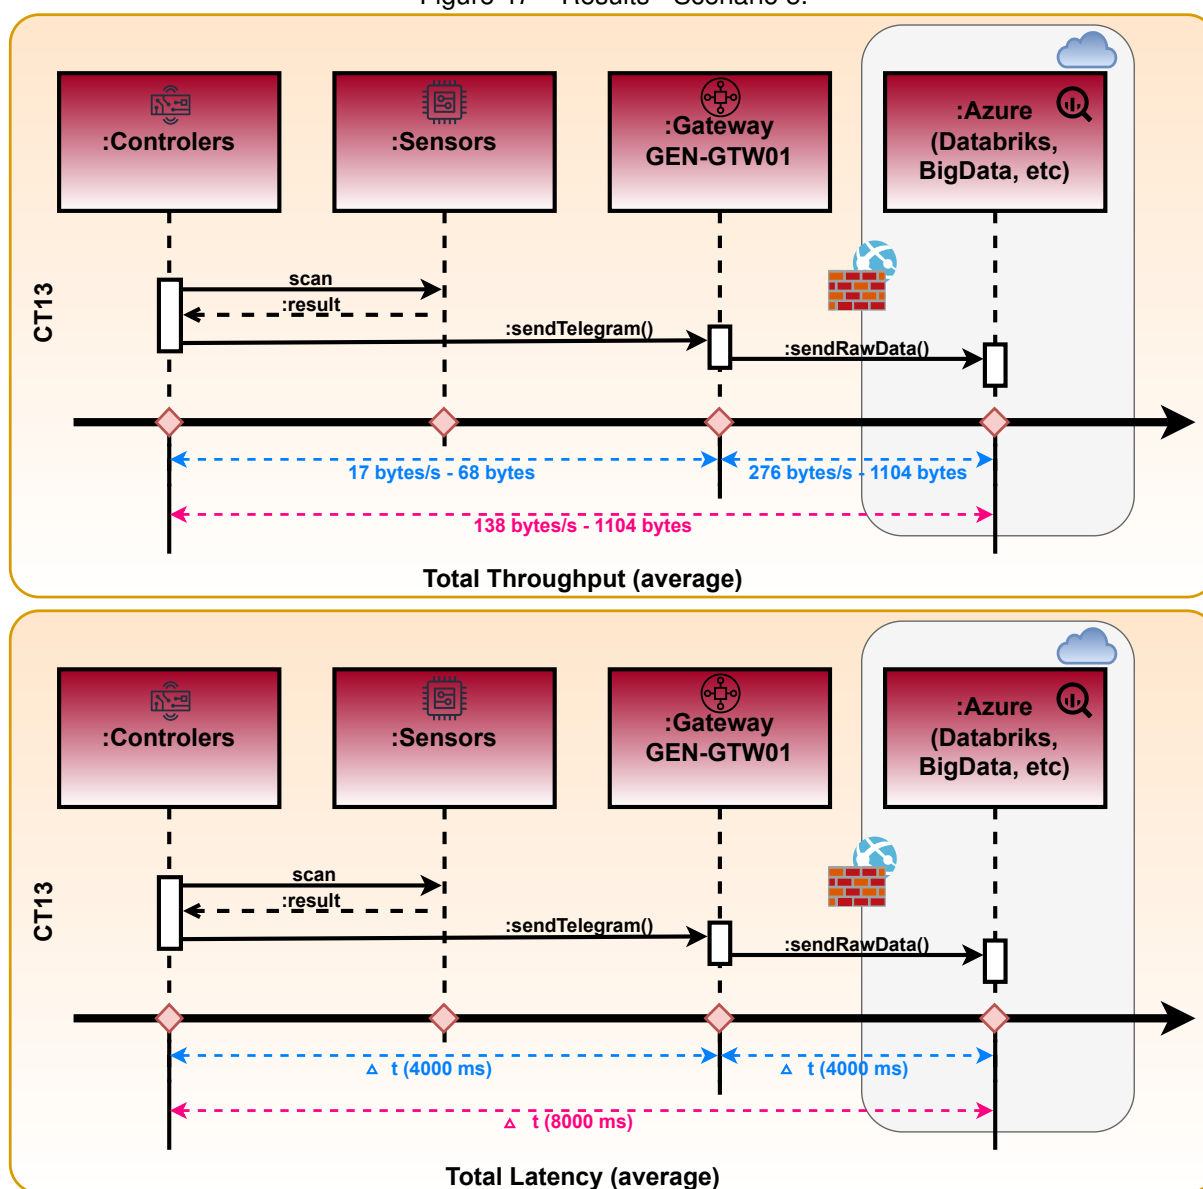 :Controlers
:Sensors
:Gateway
GEN-GTW01
:Azure
(Databriks,
BigData, etc)
CT13
scan
:result
:sendTelegram()
:sendRawData()
17 bytes/s - 68 bytes
276 bytes/s - 1104 bytes
138 bytes/s - 1104 bytes
Total Throughput (average)
:Controlers
:Sensors
:Gateway
GEN-GTW01
:Azure
(Databriks,
BigData, etc)
CT13
scan
:result
:sendTelegram()
:sendRawData()
Δ t (4000 ms)
Δ t (4000 ms)
Δ t (8000 ms)
Total Latency (average)